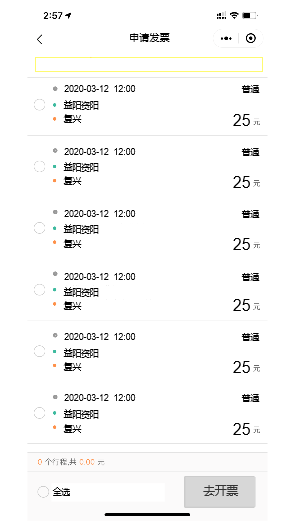 2:57
申请发票
2020-03-12 12:00 普通
益阳资阳
复兴 25 元
2020-03-12 12:00 普通
益阳资阳
复兴 25 元
2020-03-12 12:00 普通
益阳资阳
复兴 25 元
2020-03-12 12:00 普通
益阳资阳
复兴 25 元
2020-03-12 12:00 普通
益阳资阳
复兴 25 元
2020-03-12 12:00 普通
益阳资阳
复兴 25 元
0 个行程,共 0.00 元
全选 去开票